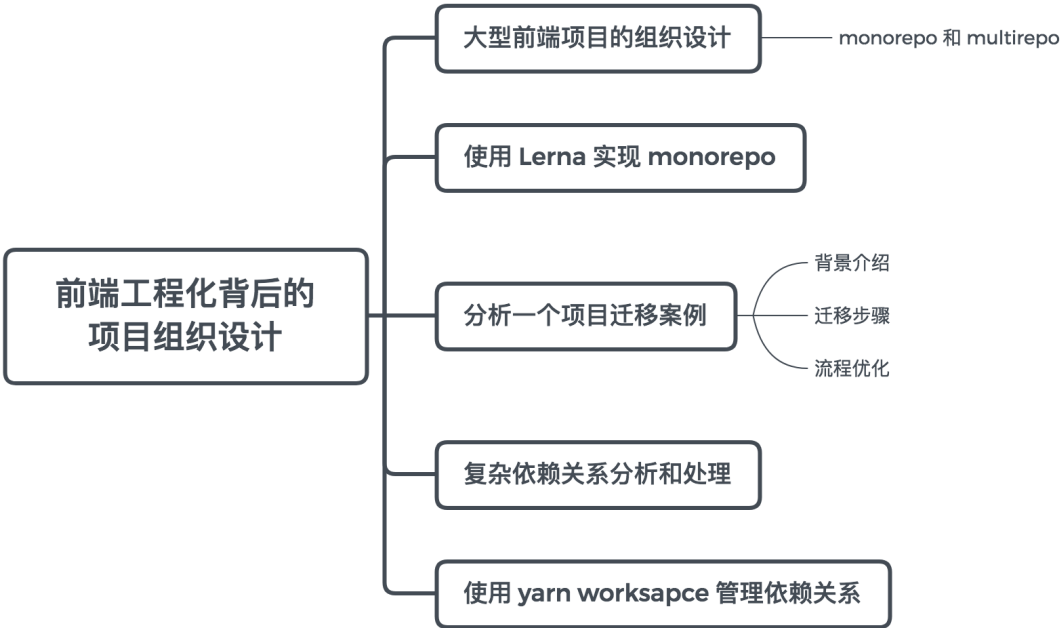 大型前端项目的组织设计
monorepo 和 multirepo
使用 Lerna 实现 monorepo
前端工程化背后的
项目组织设计
分析一个项目迁移案例
背景介绍
迁移步骤
流程优化
复杂依赖关系分析和处理
使用 yarn worksapce 管理依赖关系